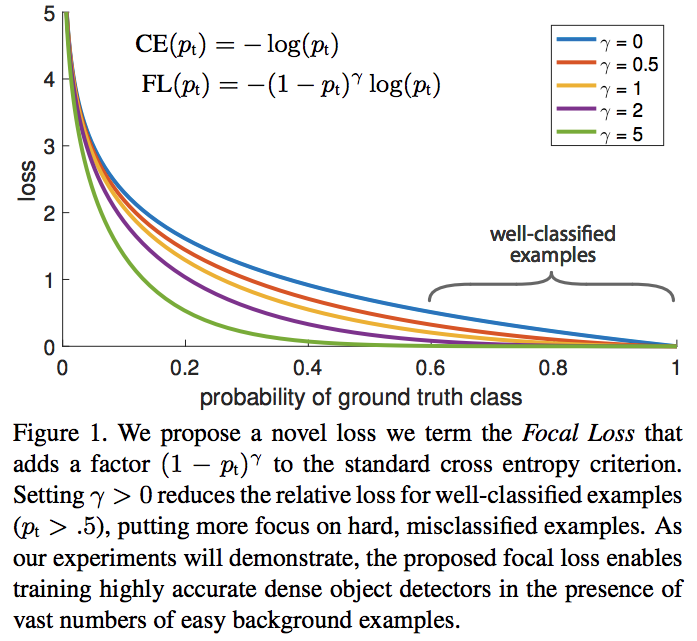 5
4
3
2
1
0
loss
CE(pt) = − log(pt)
FL(pt) = −(1 − pt)γ log(pt)
γ = 0
γ = 0.5
γ = 1
γ = 2
γ = 5
well-classified
examples
0 0.2 0.4 0.6 0.8 1
probability of ground truth class
Figure 1. We propose a novel loss we term the Focal Loss that
adds a factor (1 − pt)γ to the standard cross entropy criterion.
Setting γ > 0 reduces the relative loss for well-classified examples
(pt > .5), putting more focus on hard, misclassified examples. As
our experiments will demonstrate, the proposed focal loss enables
training highly accurate dense object detectors in the presence of
vast numbers of easy background examples.